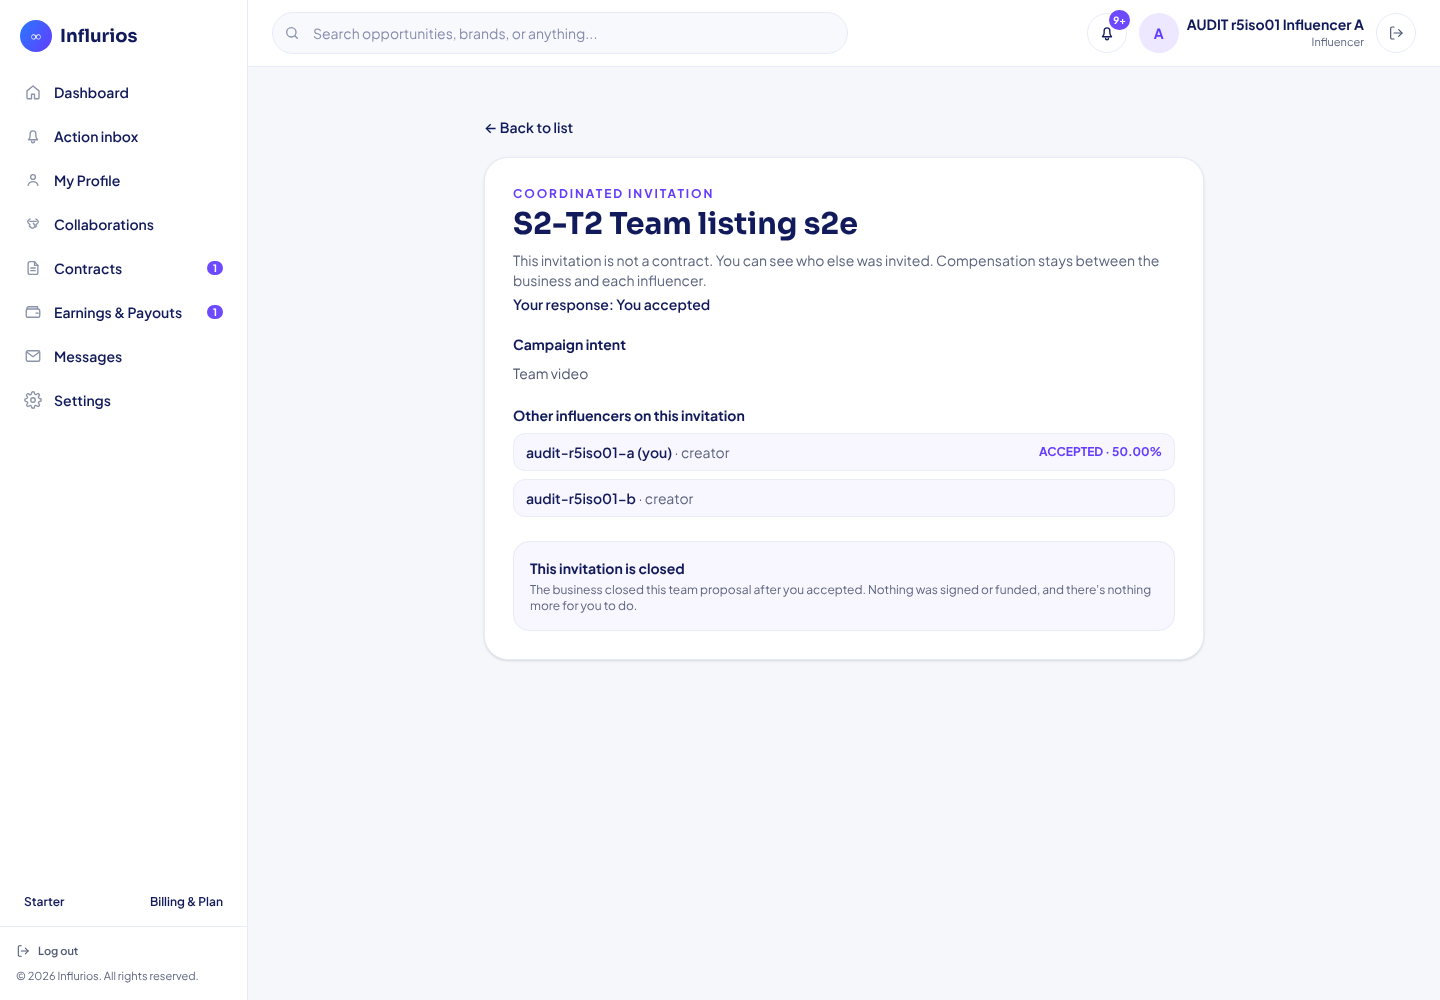 ∞ Influrios
Dashboard
Action inbox
My Profile
Collaborations
Contracts 1
Earnings & Payouts 1
Messages
Settings
Starter Billing & Plan
Log out
© 2026 Influrios. All rights reserved.
Search opportunities, brands, or anything...
9+
A
AUDIT r5iso01 Influencer A
Influencer
← Back to list
COORDINATED INVITATION
S2-T2 Team listing s2e
This invitation is not a contract. You can see who else was invited. Compensation stays between the
business and each influencer.
Your response: You accepted
Campaign intent
Team video
Other influencers on this invitation
audit-r5iso01-a (you) · creator ACCEPTED · 50.00%
audit-r5iso01-b · creator
This invitation is closed
The business closed this team proposal after you accepted. Nothing was signed or funded, and there's nothing
more for you to do.